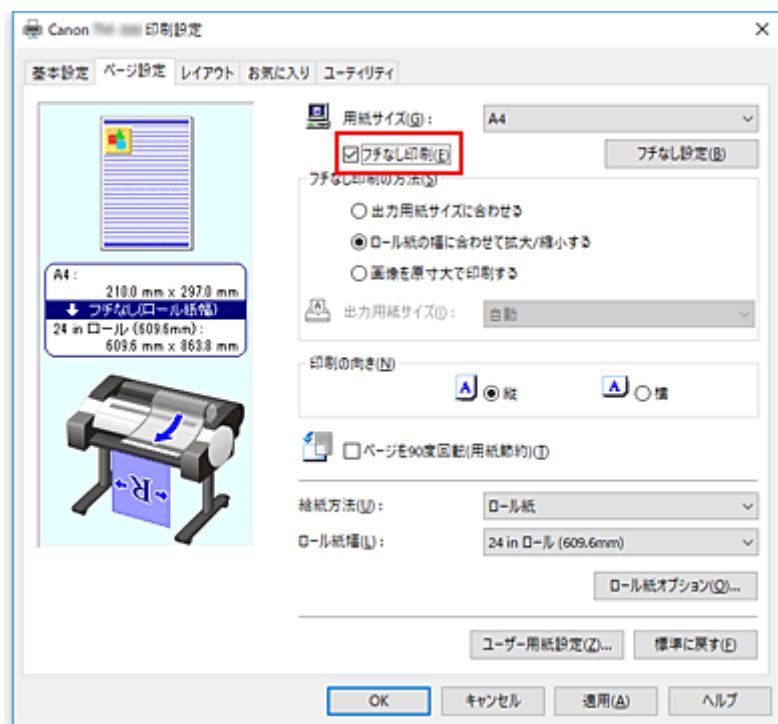 Canon 印刷設定
基本設定 ページ設定 レイアウト お気に入り ユーティリティ
用紙サイズ(G): A4
フチなし印刷(E) フチなし設定(B)
フチなし印刷の方法(S)
出力用紙サイズに合わせる
ロール紙の幅に合わせて拡大/縮小する
画像を原寸大で印刷する
出力用紙サイズ(I): 自動
A4:
210.0 mm x 297.0 mm
フチなし(ロール紙幅)
24 in ロール (609.6mm):
609.6 mm x 863.8 mm
印刷の向き(N)
A 縦 A 横
ページを90度回転(用紙節約)(T)
R
給紙方法(U): ロール紙
ロール紙幅(L): 24 in ロール (609.6mm)
ロール紙オプション(O)...
ユーザー用紙設定(Z)... 標準に戻す(F)
OK キャンセル 適用(A) ヘルプ